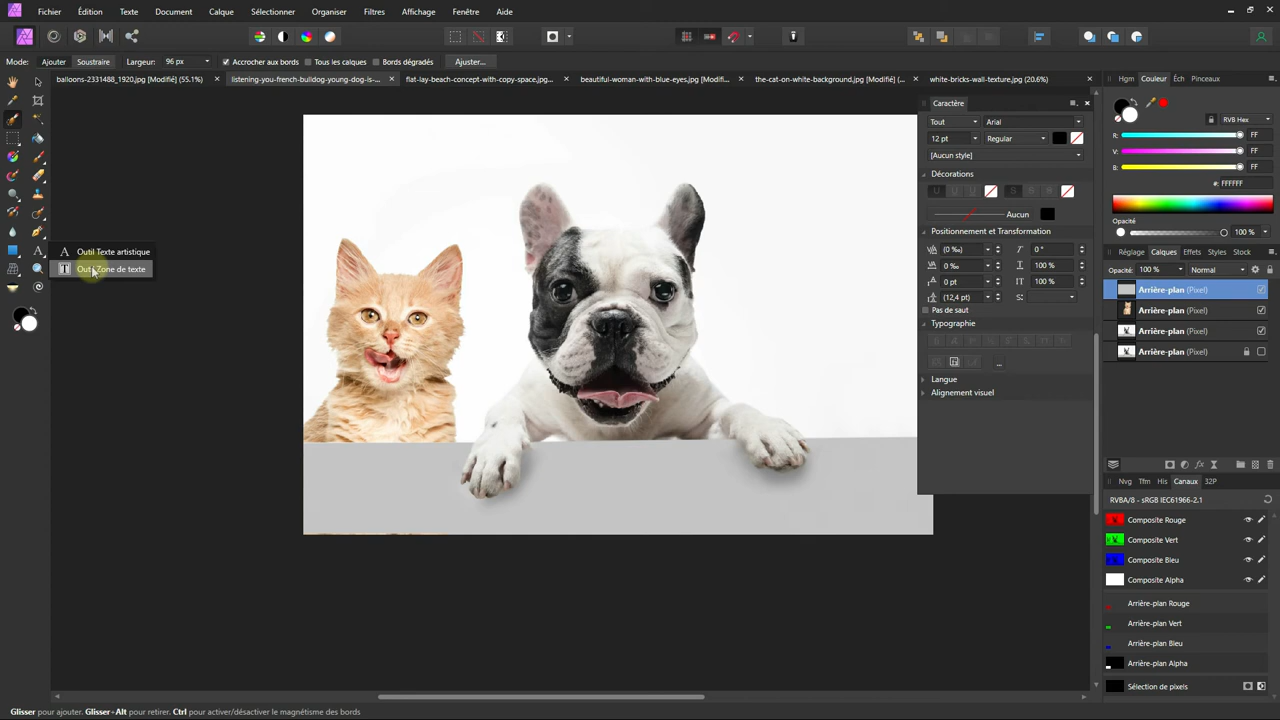 Fichier Édition Texte Document Calque Sélectionner Organiser Filtres Affichage Fenêtre Aide
Mode: Ajouter Soustraire Largeur: 96 px Accrocher aux bords Tous les calques Bords dégradés Ajuster...
balloons-2331488_1920.jpg [Modifié] (55.1%) listening-you-french-bulldog-young-dog-is-... flat-lay-beach-concept-with-copy-space.jpg... beautiful-woman-with-blue-eyes.jpg [Modifi... the-cat-on-white-background.jpg [Modifié] (... white-bricks-wall-texture.jpg (20.6%)
Hgm Couleur Éch Pinceaux
Caractère
Tout Arial
12 pt Regular
[Aucun style]
Décorations
U U U S S S
Aucun
Positionnement et Transformation
(0 ‰) 0 °
0 ‰ 100 %
0 pt 100 %
(12,4 pt) S:
Pas de saut
Typographie
...
Langue
Alignement visuel
A Outil Texte artistique
T Outil Zone de texte
RVB Hex
R: FF
V: FF
B: FF
#: FFFFFF
Opacité
100 %
Réglage Calques Effets Styles Stock
Opacité: 100 % Normal
Arrière-plan (Pixel)
Arrière-plan (Pixel)
Arrière-plan (Pixel)
Arrière-plan (Pixel)
Nvg Tfm His Canaux 32P
RVBA/8 - sRGB IEC61966-2.1
Composite Rouge
Composite Vert
Composite Bleu
Composite Alpha
Arrière-plan Rouge
Arrière-plan Vert
Arrière-plan Bleu
Arrière-plan Alpha
Sélection de pixels
Glisser pour ajouter. Glisser+Alt pour retirer. Ctrl pour activer/désactiver le magnétisme des bords